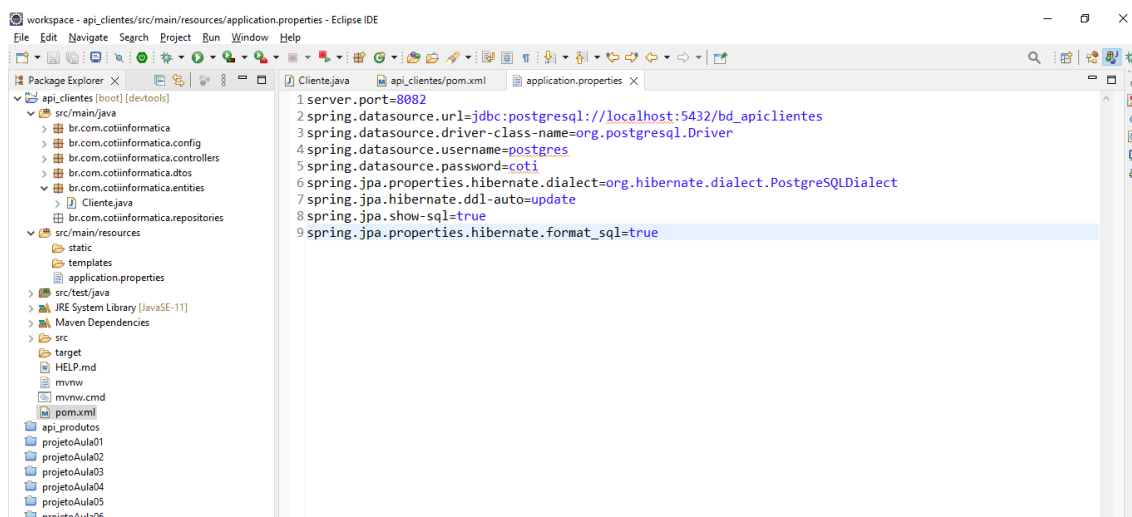 workspace - api_clientes/src/main/resources/application.properties - Eclipse IDE
File Edit Navigate Search Project Run Window Help
Package Explorer
Cliente.java api_clientes/pom.xml application.properties
api_clientes [boot] [devtools]
src/main/java
br.com.cotiinformatica
br.com.cotiinformatica.config
br.com.cotiinformatica.controllers
br.com.cotiinformatica.dtos
br.com.cotiinformatica.entities
Cliente.java
br.com.cotiinformatica.repositories
src/main/resources
static
templates
application.properties
src/test/java
JRE System Library [JavaSE-11]
Maven Dependencies
src
target
HELP.md
mvnw
mvnw.cmd
pom.xml
api_produtos
projetoAula01
projetoAula02
projetoAula03
projetoAula04
projetoAula05
projetoAula06
1 server.port=8082
2 spring.datasource.url=jdbc:postgresql://localhost:5432/bd_apiclientes
3 spring.datasource.driver-class-name=org.postgresql.Driver
4 spring.datasource.username=postgres
5 spring.datasource.password=coti
6 spring.jpa.properties.hibernate.dialect=org.hibernate.dialect.PostgreSQLDialect
7 spring.jpa.hibernate.ddl-auto=update
8 spring.jpa.show-sql=true
9 spring.jpa.properties.hibernate.format_sql=true